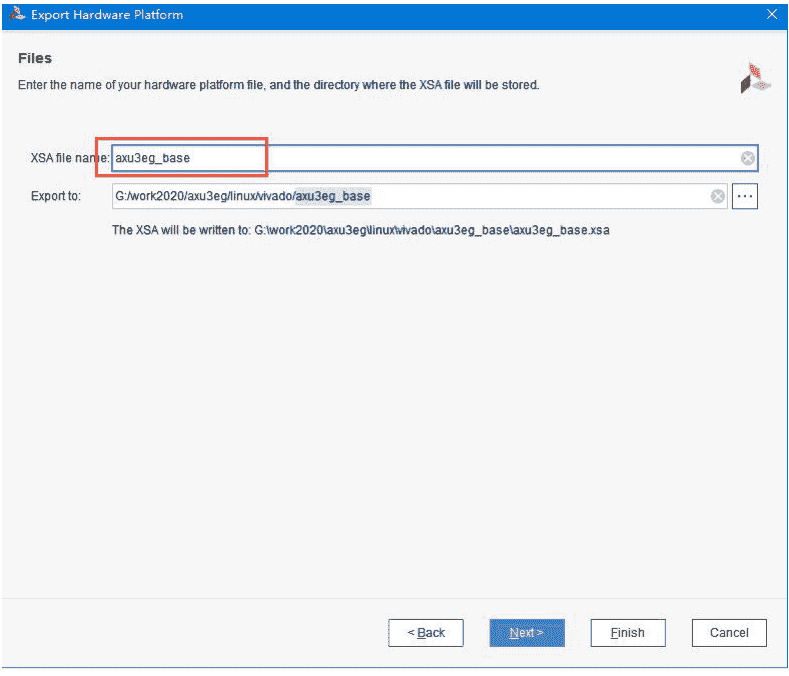 Export Hardware Platform
Files
Enter the name of your hardware platform file, and the directory where the XSA file will be stored.
XSA file name: axu3eg_base
Export to: G:/work2020/axu3eg/linux/vivado/axu3eg_base ...
The XSA will be written to: G:\work2020\axu3eg\linux\vivado\axu3eg_base\axu3eg_base.xsa
< Back Next > Finish Cancel